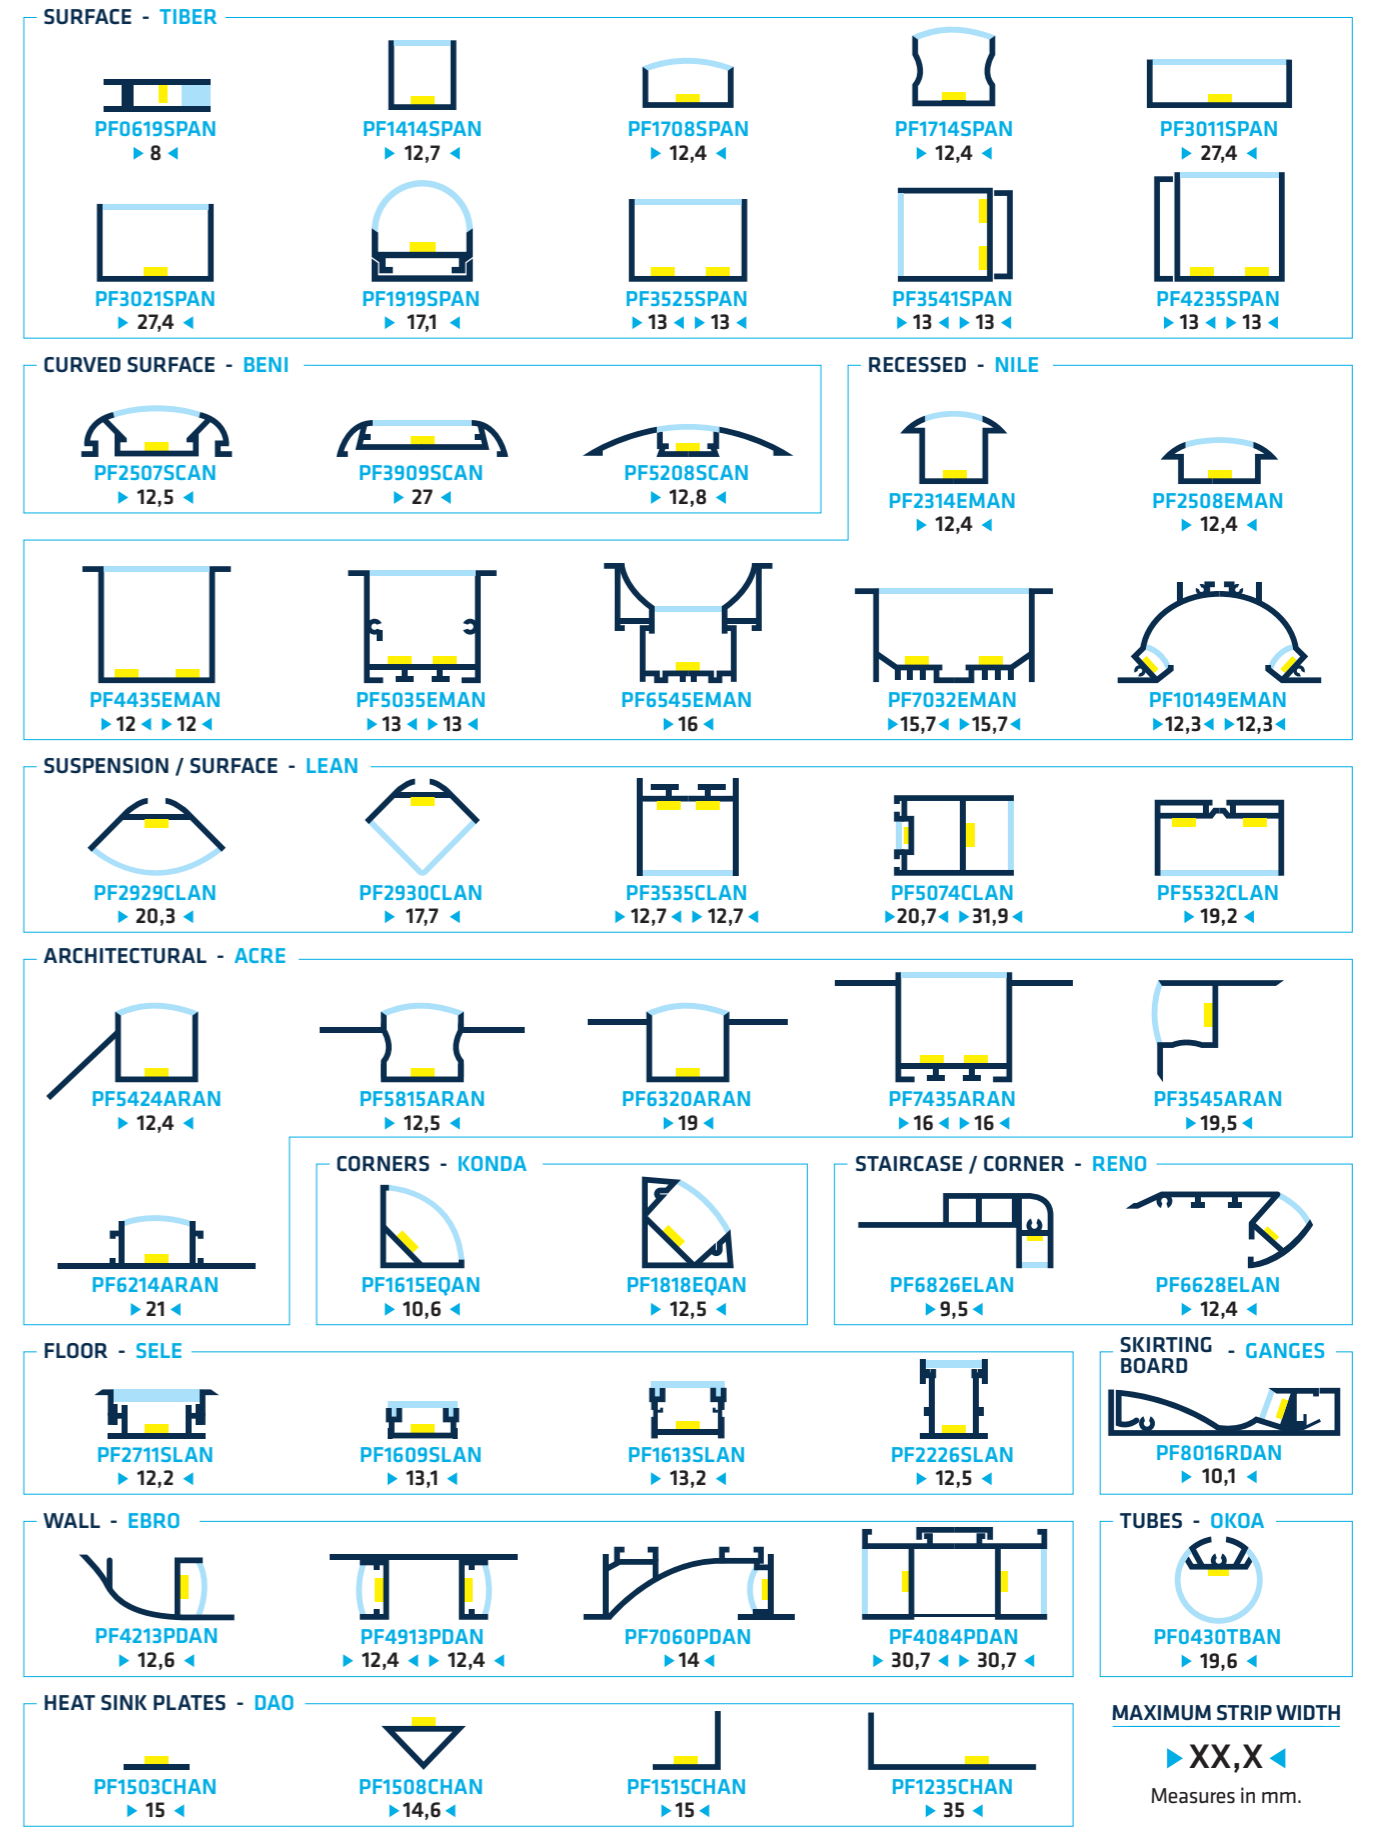 SURFACE - TIBER
PF0619SPAN PF1414SPAN PF1708SPAN PF1714SPAN PF3011SPAN
8 12,7 12,4 12,4 27,4
PF3021SPAN PF1919SPAN PF3525SPAN PF3541SPAN PF4235SPAN
27,4 17,1 13 13 13 13 13 13
CURVED SURFACE - BENI
PF2507SCAN PF3909SCAN PF5208SCAN
12,5 27 12,8
RECESSED - NILE
PF2314EMAN PF2508EMAN
12,4 12,4
PF4435EMAN PF5035EMAN PF6545EMAN PF7032EMAN PF10149EMAN
12 12 13 13 16 15,7 15,7 12,3 12,3
SUSPENSION / SURFACE - LEAN
PF2929CLAN PF2930CLAN PF3535CLAN PF5074CLAN PF5532CLAN
20,3 17,7 12,7 12,7 20,7 31,9 19,2
ARCHITECTURAL - ACRE
PF5424ARAN PF5815ARAN PF6320ARAN PF7435ARAN PF3545ARAN
12,4 12,5 19 16 16 19,5
PF6214ARAN
21
CORNERS - KONDA
PF1615EQAN PF1818EQAN
10,6 12,5
STAIRCASE / CORNER - RENO
PF6826ELAN PF6628ELAN
9,5 12,4
FLOOR - SELE
PF2711SLAN PF1609SLAN PF1613SLAN PF2226SLAN
12,2 13,1 13,2 12,5
SKIRTING
BOARD - GANGES
PF8016RDAN
10,1
WALL - EBRO
PF4213PDAN PF4913PDAN PF7060PDAN PF4084PDAN
12,6 12,4 12,4 14 30,7 30,7
TUBES - OKOA
PF0430TBAN
19,6
HEAT SINK PLATES - DAO
PF1503CHAN PF1508CHAN PF1515CHAN PF1235CHAN
15 14,6 15 35
MAXIMUM STRIP WIDTH
XX,X
Measures in mm.